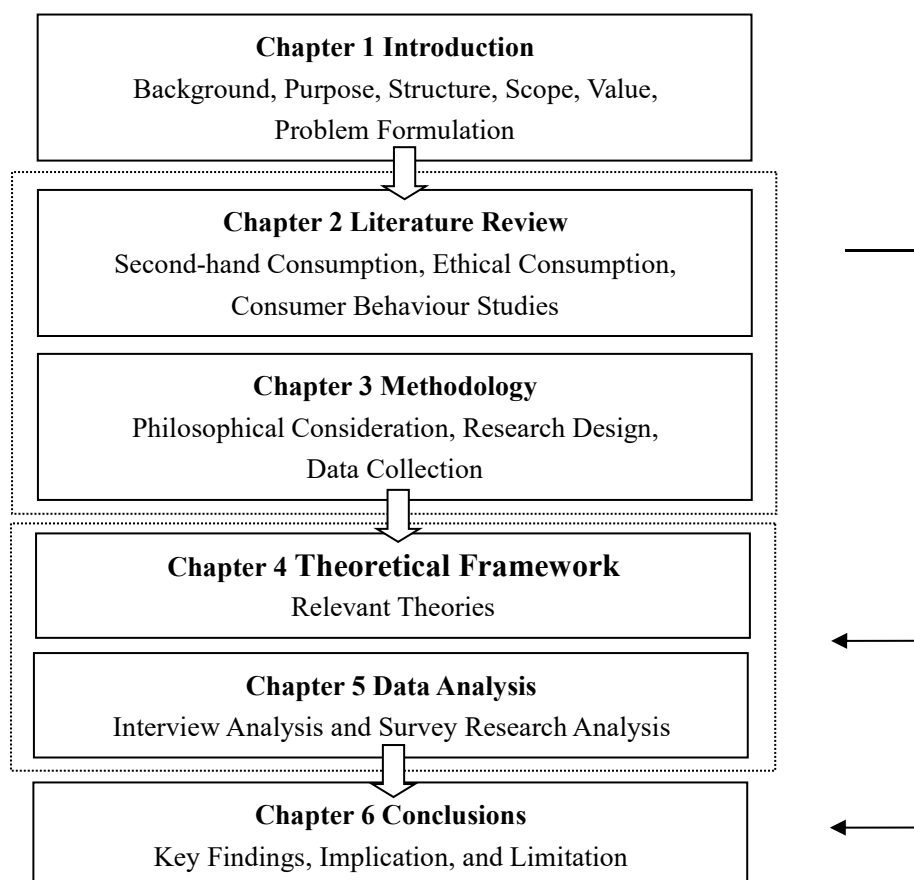 Chapter 1 Introduction
Background, Purpose, Structure, Scope, Value,
Problem Formulation
Chapter 2 Literature Review
Second-hand Consumption, Ethical Consumption,
Consumer Behaviour Studies
Chapter 3 Methodology
Philosophical Consideration, Research Design,
Data Collection
Chapter 4 Theoretical Framework
Relevant Theories
Chapter 5 Data Analysis
Interview Analysis and Survey Research Analysis
Chapter 6 Conclusions
Key Findings, Implication, and Limitation